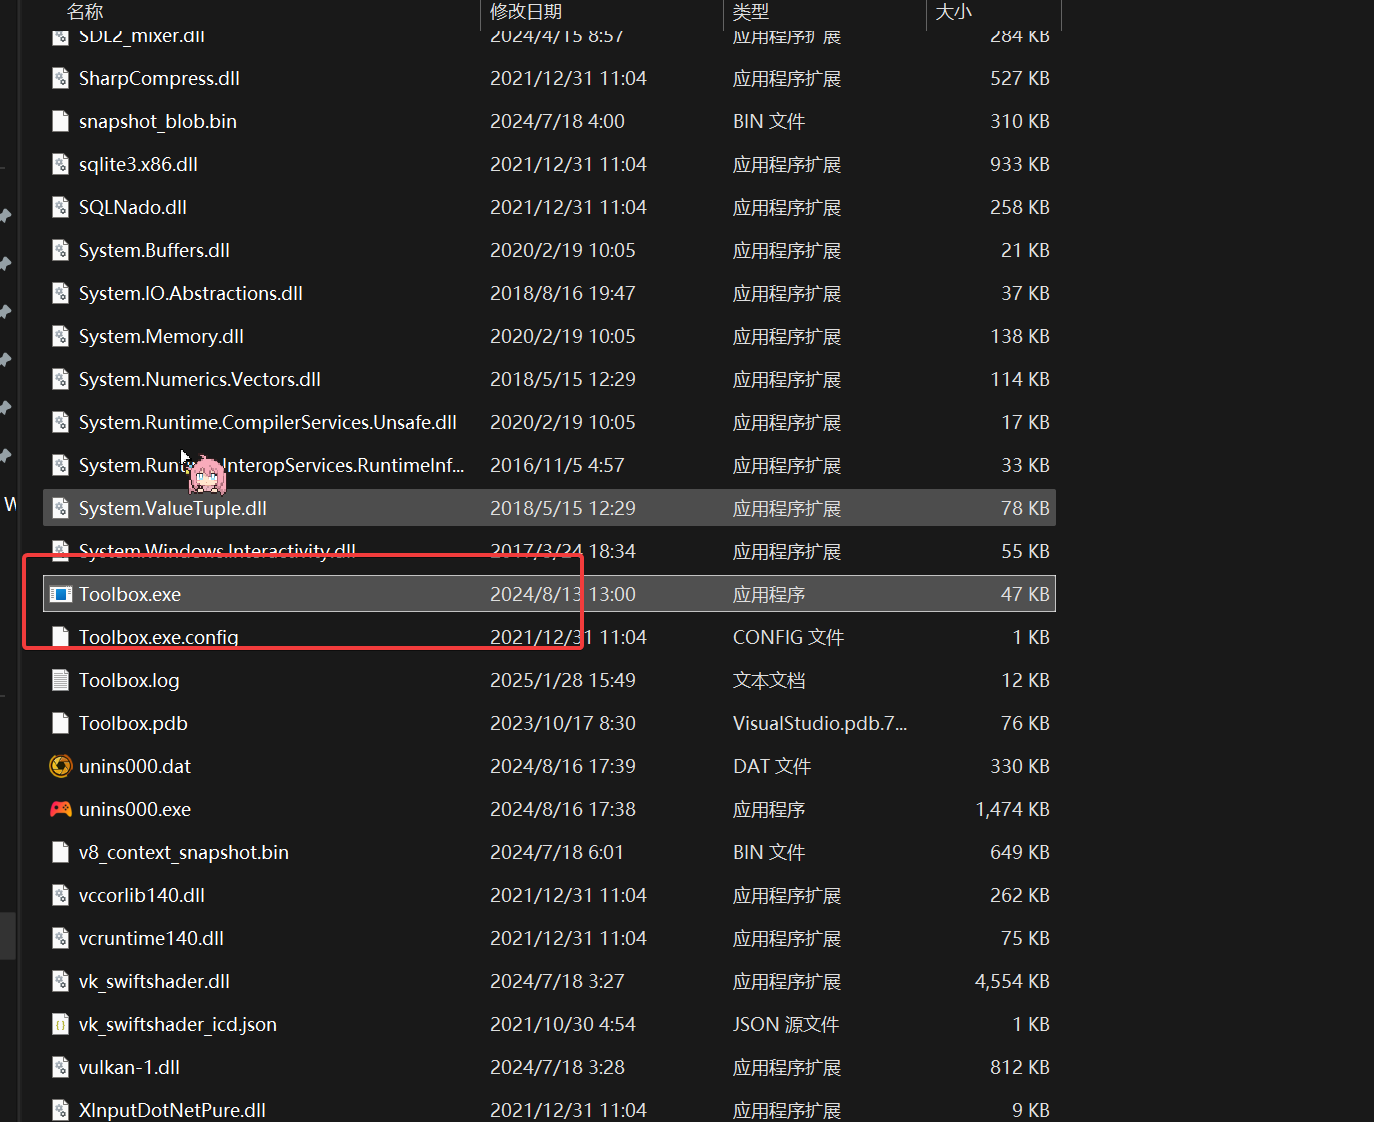 名称 修改日期 类型 大小
SDL2_mixer.dll 2024/4/15 8:57 应用程序扩展 284 KB
SharpCompress.dll 2021/12/31 11:04 应用程序扩展 527 KB
snapshot_blob.bin 2024/7/18 4:00 BIN 文件 310 KB
sqlite3.x86.dll 2021/12/31 11:04 应用程序扩展 933 KB
SQLNado.dll 2021/12/31 11:04 应用程序扩展 258 KB
System.Buffers.dll 2020/2/19 10:05 应用程序扩展 21 KB
System.IO.Abstractions.dll 2018/8/16 19:47 应用程序扩展 37 KB
System.Memory.dll 2020/2/19 10:05 应用程序扩展 138 KB
System.Numerics.Vectors.dll 2018/5/15 12:29 应用程序扩展 114 KB
System.Runtime.CompilerServices.Unsafe.dll 2020/2/19 10:05 应用程序扩展 17 KB
System.Runtime.InteropServices.RuntimeInf... 2016/11/5 4:57 应用程序扩展 33 KB
W
System.ValueTuple.dll 2018/5/15 12:29 应用程序扩展 78 KB
System.Windows.Interactivity.dll 2017/3/24 18:34 应用程序扩展 55 KB
Toolbox.exe 2024/8/13 13:00 应用程序 47 KB
Toolbox.exe.config 2021/12/31 11:04 CONFIG 文件 1 KB
Toolbox.log 2025/1/28 15:49 文本文档 12 KB
Toolbox.pdb 2023/10/17 8:30 VisualStudio.pdb.7... 76 KB
unins000.dat 2024/8/16 17:39 DAT 文件 330 KB
unins000.exe 2024/8/16 17:38 应用程序 1,474 KB
v8_context_snapshot.bin 2024/7/18 6:01 BIN 文件 649 KB
vccorlib140.dll 2021/12/31 11:04 应用程序扩展 262 KB
vcruntime140.dll 2021/12/31 11:04 应用程序扩展 75 KB
vk_swiftshader.dll 2024/7/18 3:27 应用程序扩展 4,554 KB
vk_swiftshader_icd.json 2021/10/30 4:54 JSON 源文件 1 KB
vulkan-1.dll 2024/7/18 3:28 应用程序扩展 812 KB
XInputDotNetPure.dll 2021/12/31 11:04 应用程序扩展 9 KB